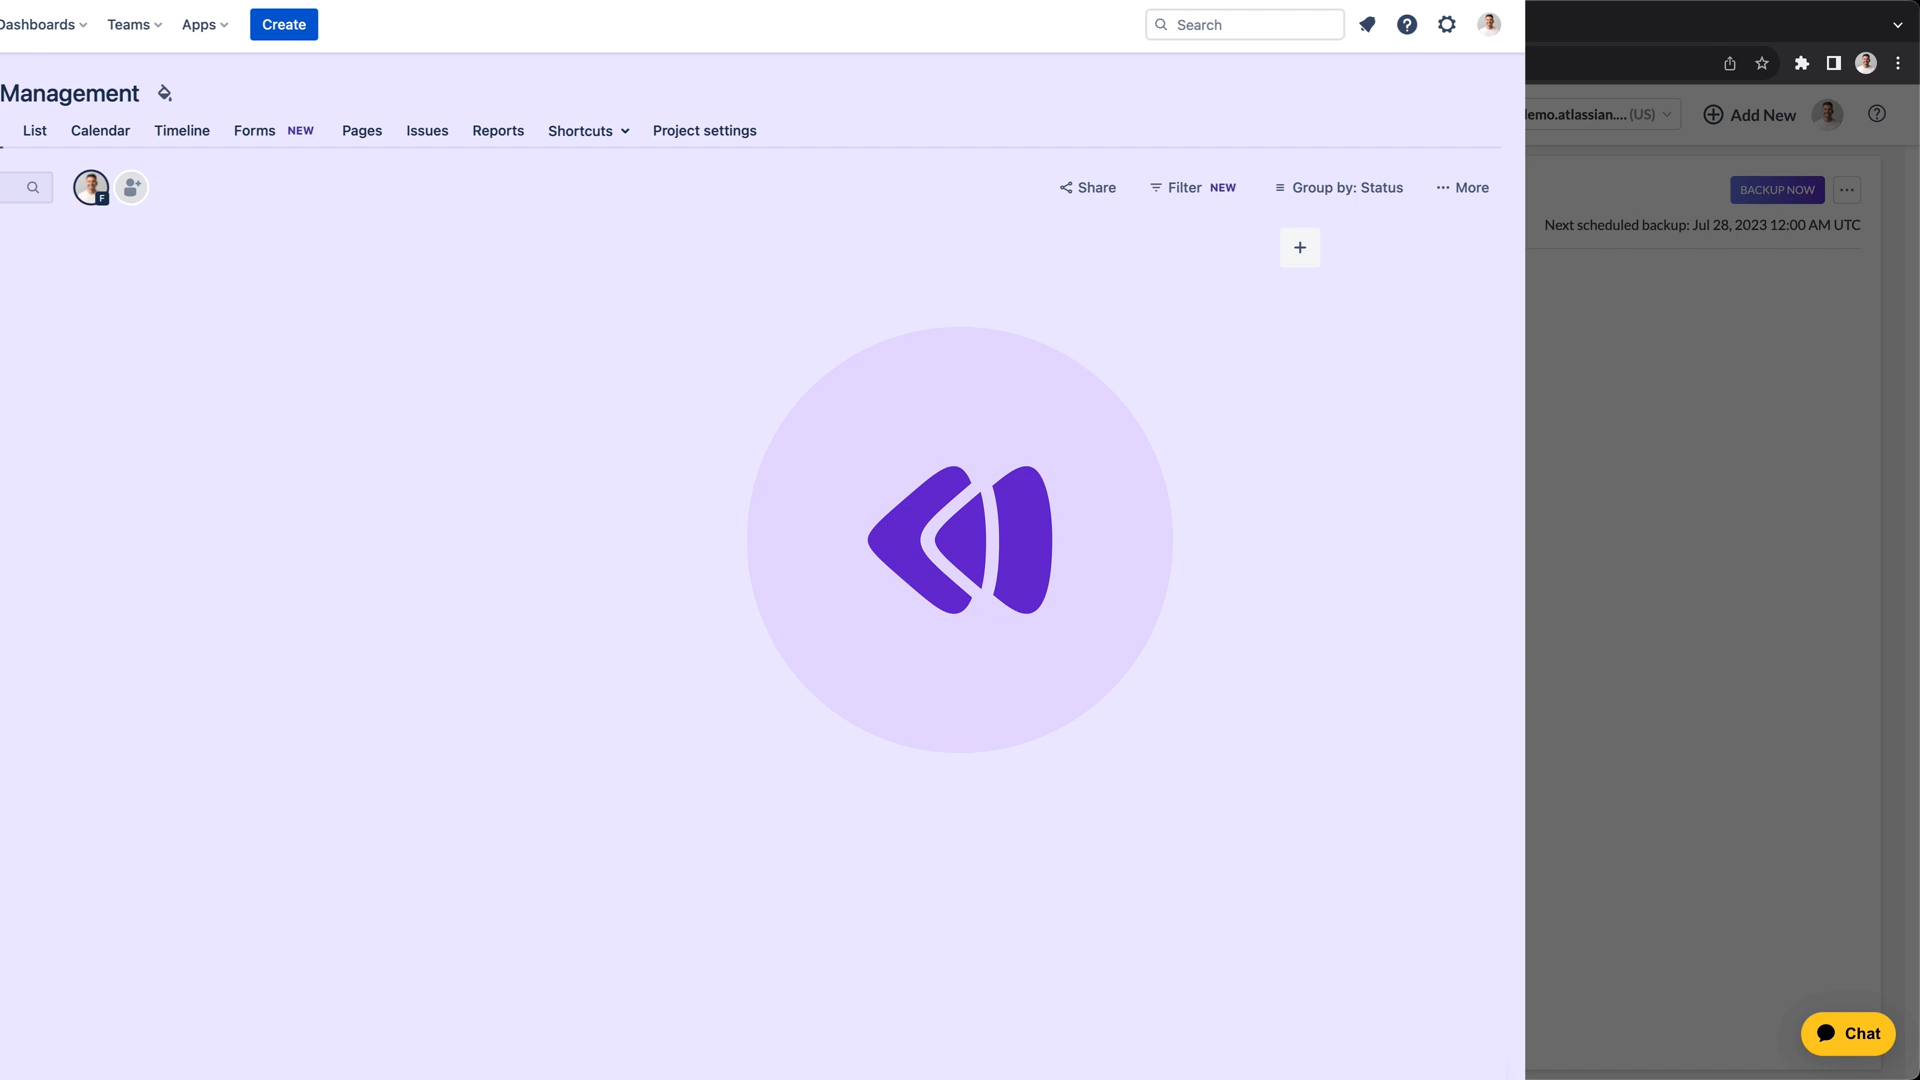 Dashboards Teams Apps Create Search
Management
List Calendar Timeline Forms NEW Pages Issues Reports Shortcuts Project settings
F
Share Filter NEW Group by: Status More
+
demo.atlassian.... (US) Add New
BACKUP NOW
Next scheduled backup: Jul 28, 2023 12:00 AM UTC
Chat